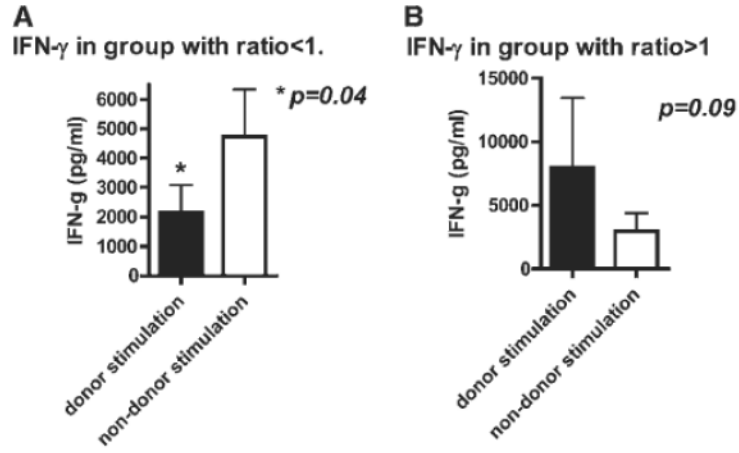 A
IFN-γ in group with ratio<1.
IFN-g (pg/ml)
6000
5000
4000
3000
2000
1000
0
*
* p=0.04
donor stimulation
non-donor stimulation
B
IFN-γ in group with ratio>1
IFN-g (pg/ml)
15000
10000
5000
0
p=0.09
donor stimulation
non-donor stimulation